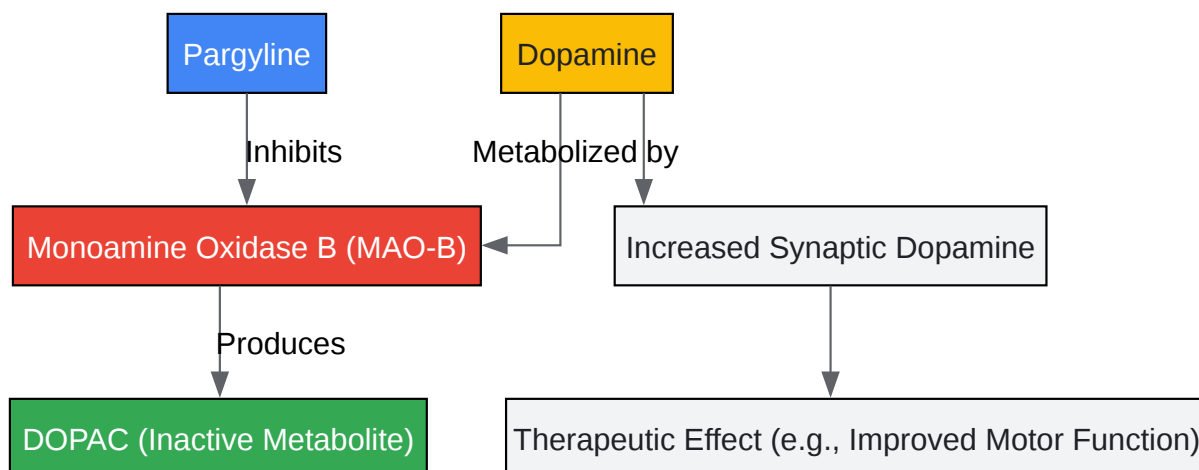 Pargyline
Dopamine
Inhibits
Metabolized by
Monoamine Oxidase B (MAO-B)
Increased Synaptic Dopamine
Produces
DOPAC (Inactive Metabolite)
Therapeutic Effect (e.g., Improved Motor Function)